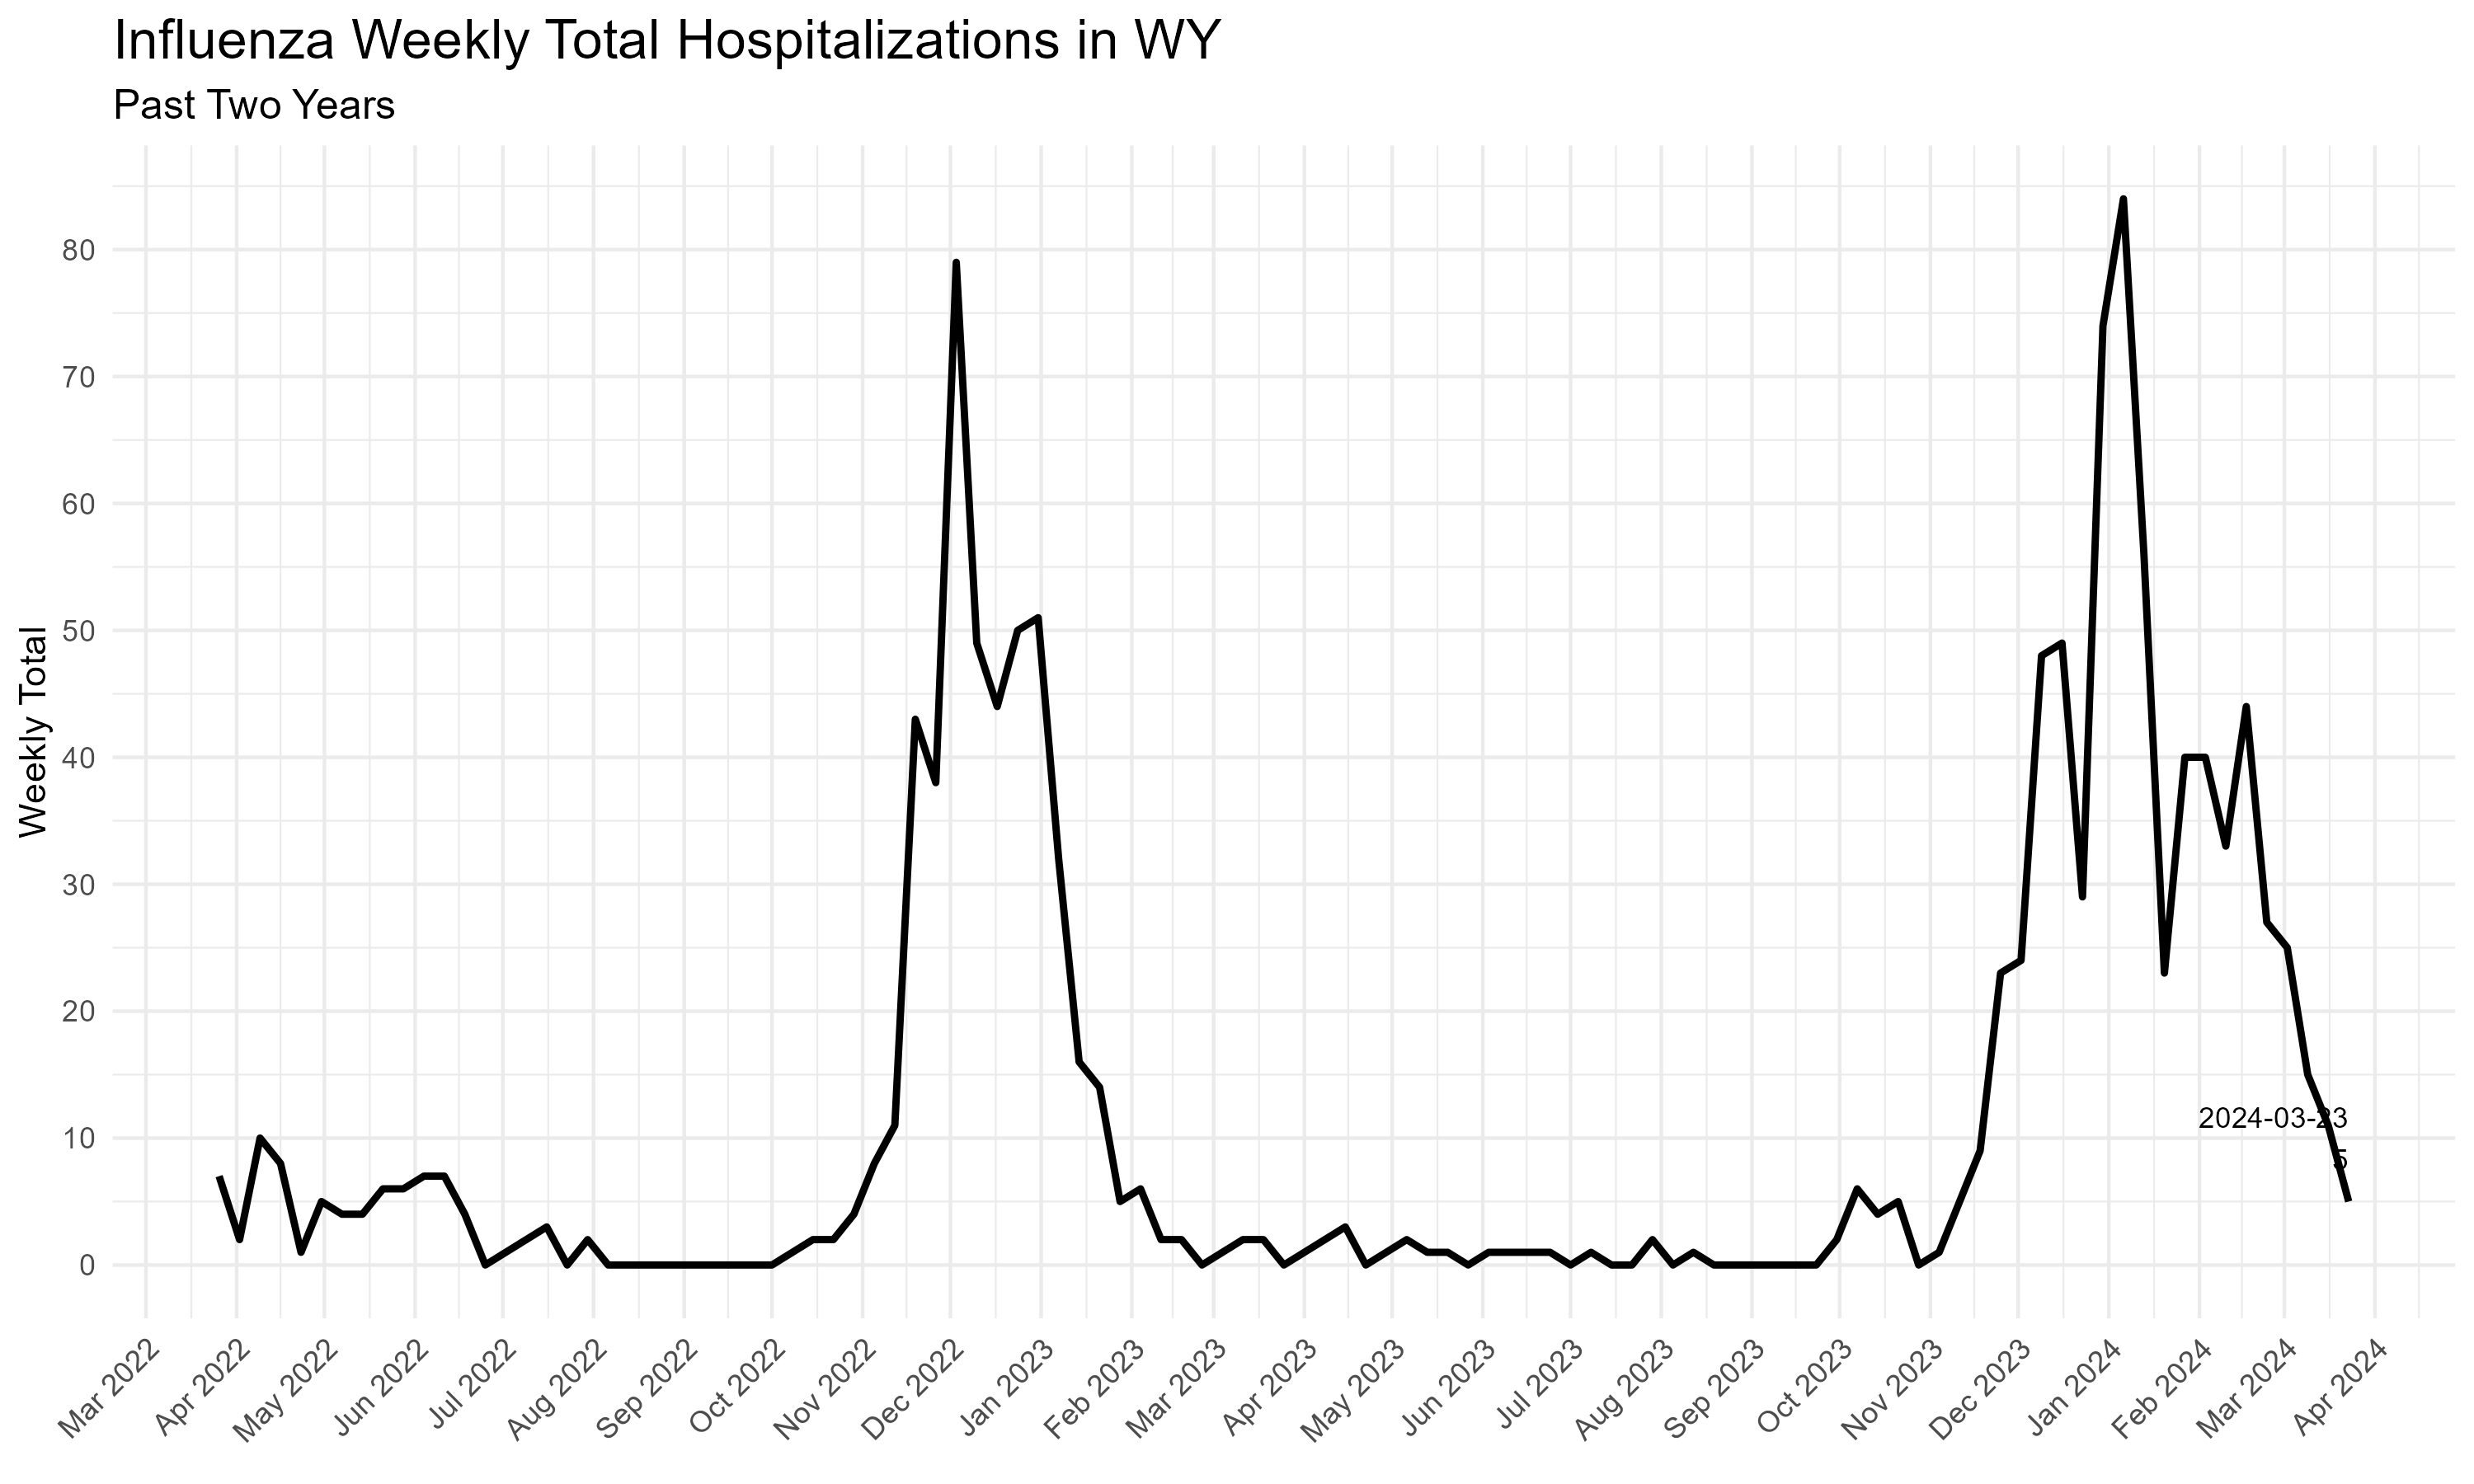 Influenza Weekly Total Hospitalizations in WY
Past Two Years
Weekly Total
80
70
60
50
40
30
20
10
0
2024-03-23
5
Mar 2022
Apr 2022
May 2022
Jun 2022
Jul 2022
Aug 2022
Sep 2022
Oct 2022
Nov 2022
Dec 2022
Jan 2023
Feb 2023
Mar 2023
Apr 2023
May 2023
Jun 2023
Jul 2023
Aug 2023
Sep 2023
Oct 2023
Nov 2023
Dec 2023
Jan 2024
Feb 2024
Mar 2024
Apr 2024